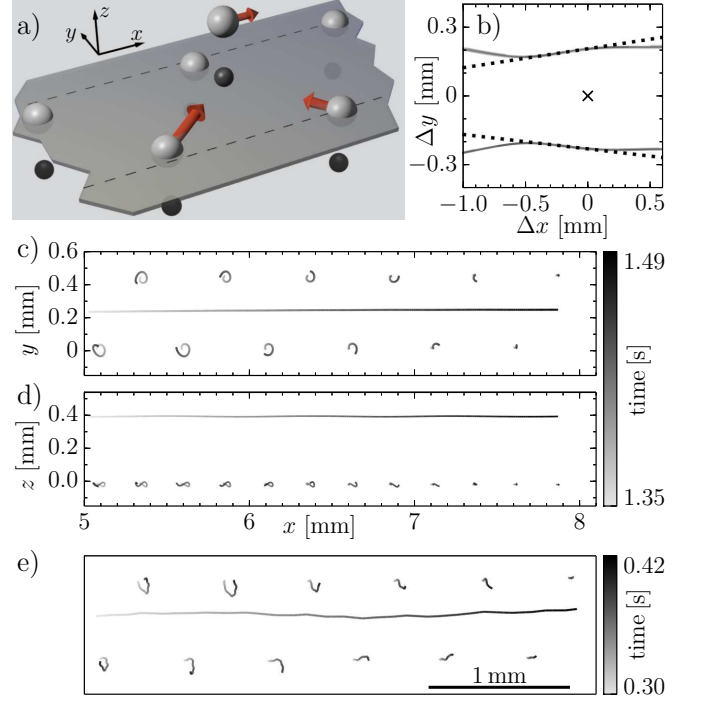 a)
z
y
x
b)
0.3
0
−0.3
Δy [mm]
−1.0 −0.5 0 0.5
Δx [mm]
c)
0.6
0.4
0.2
0
y [mm]
d)
0.4
0.2
0.0
z [mm]
5 6 7 8
x [mm]
1.49
time [s]
1.35
e)
1 mm
0.42
time [s]
0.30